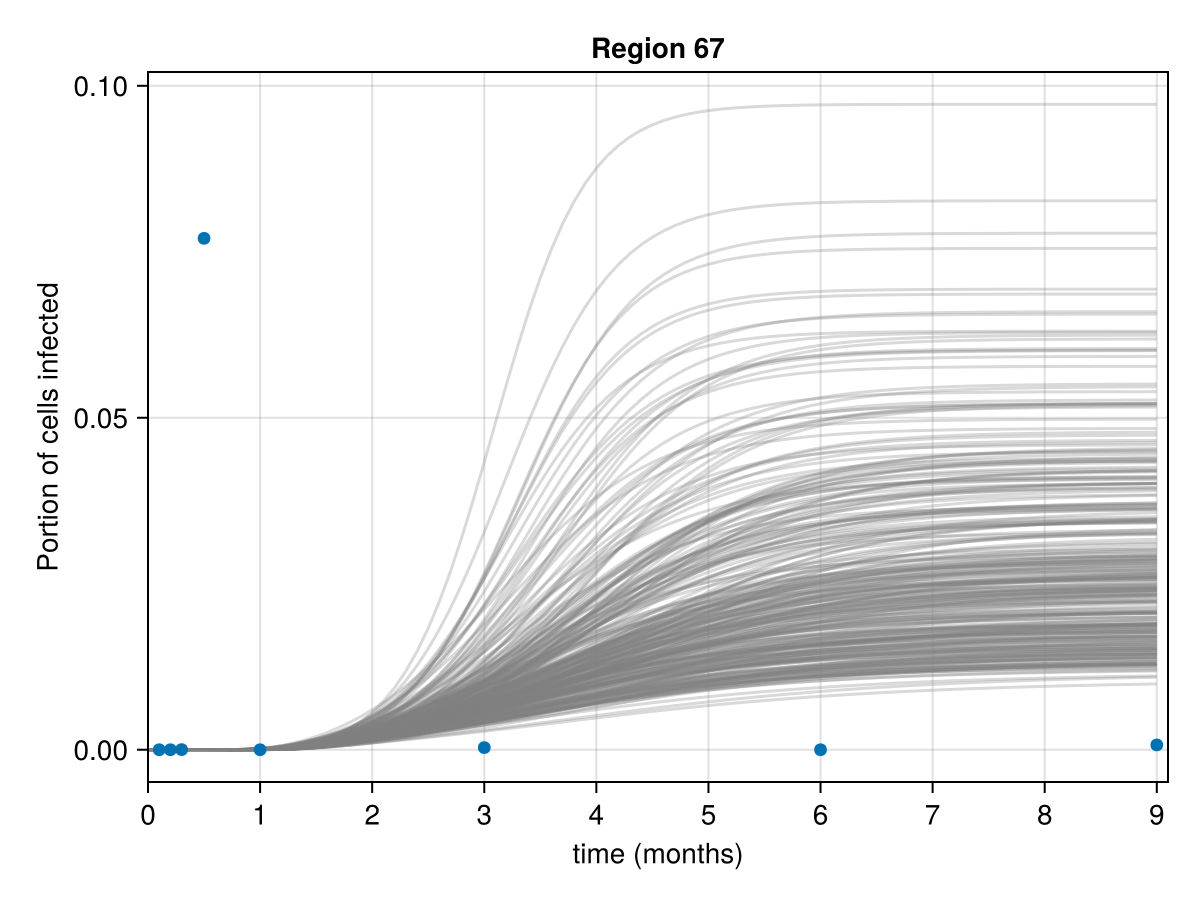 Region 67
0.10
0.05
0.00
Portion of cells infected
0 1 2 3 4 5 6 7 8 9
time (months)